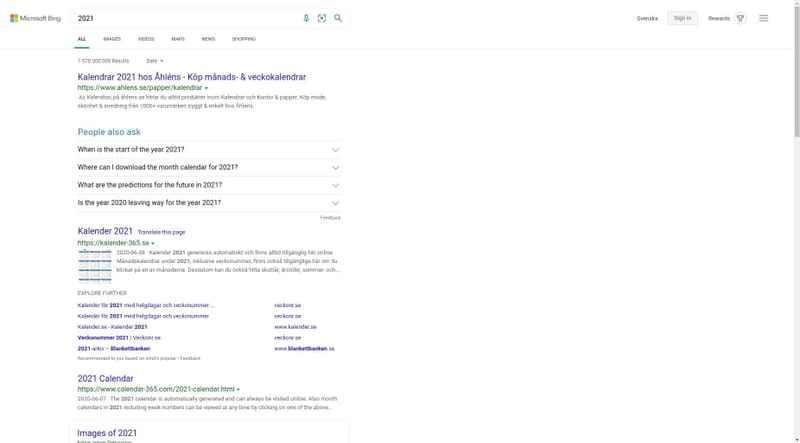 Microsoft Bing
2021
Svenska
Sign in
Rewards
ALL IMAGES VIDEOS MAPS NEWS SHOPPING
1 570 000 000 Results Date
Kalendrar 2021 hos Åhléns - Köp månads- & veckokalendrar
https://www.ahlens.se/papper/kalendrar
Ad Kalendrar, på åhlens.se hittar du alltid produkter inom Kalendrar och Kontor & papper. Köp mode,
skönhet & inredning från 1000+ varumärken tryggt & enkelt hos Åhlens.
People also ask
When is the start of the year 2021?
Where can I download the month calendar for 2021?
What are the predictions for the future in 2021?
Is the year 2020 leaving way for the year 2021?
Feedback
Kalender 2021 Translate this page
https://kalender-365.se
2020-06-08 · Kalender 2021 genereras automatiskt och finns alltid tillgänglig här online.
Månadskalendrar under 2021, inklusive veckonummer, finns också tillgängliga här om du
klickar på en av månaderna. Dessutom kan du också hitta skottår, årstider, sommar- och...
EXPLORE FURTHER
Kalender för 2021 med helgdagar och veckonummer ... veckonr.se
Kalender för 2021 med helgdagar och veckonummer veckonr.se
Kalender.se - Kalender 2021 www.kalender.se
Veckonummer 2021 | Veckonr.se veckonr.se
2021-arkiv – Blankettbanken www.blankettbanken.se
Recommended to you based on what's popular • Feedback
2021 Calendar
https://www.calendar-365.com/2021-calendar.html
2020-06-07 · The 2021 calendar is automatically generated and can always be visited online. Also month
calendars in 2021 including week numbers can be viewed at any time by clicking on one of the above...
Images of 2021
bing.com/images